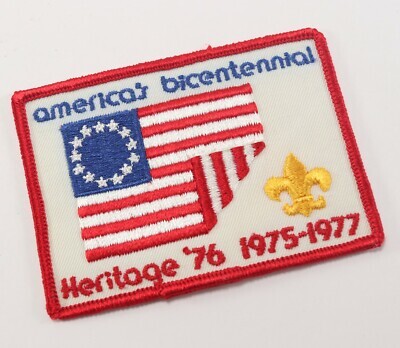 america's bicentennial
Heritage '76 1975-1977